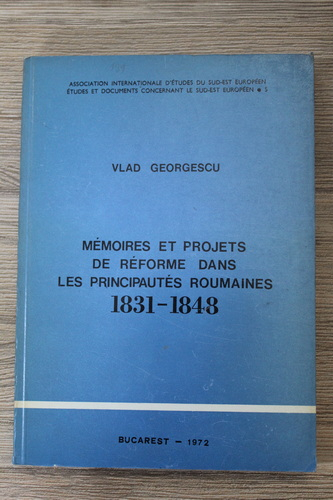 ASSOCIATION INTERNATIONALE D'ÉTUDES DU SUD-EST EUROPÉEN
ÉTUDES ET DOCUMENTS CONCERNANT LE SUD-EST EUROPÉEN • 5
VLAD GEORGESCU
MÉMOIRES ET PROJETS
DE RÉFORME DANS
LES PRINCIPAUTÉS ROUMAINES
1831-1848
BUCAREST — 1972